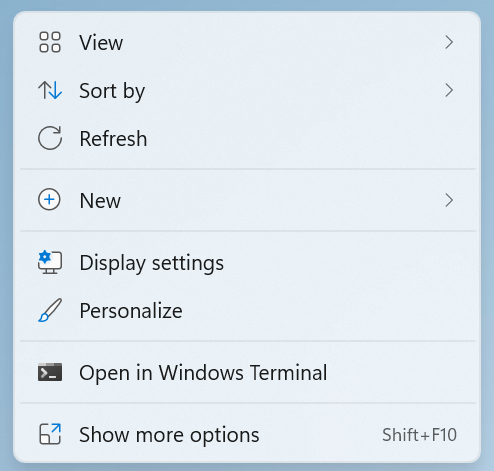 View
Sort by
Refresh
New
Display settings
Personalize
Open in Windows Terminal
Show more options Shift+F10